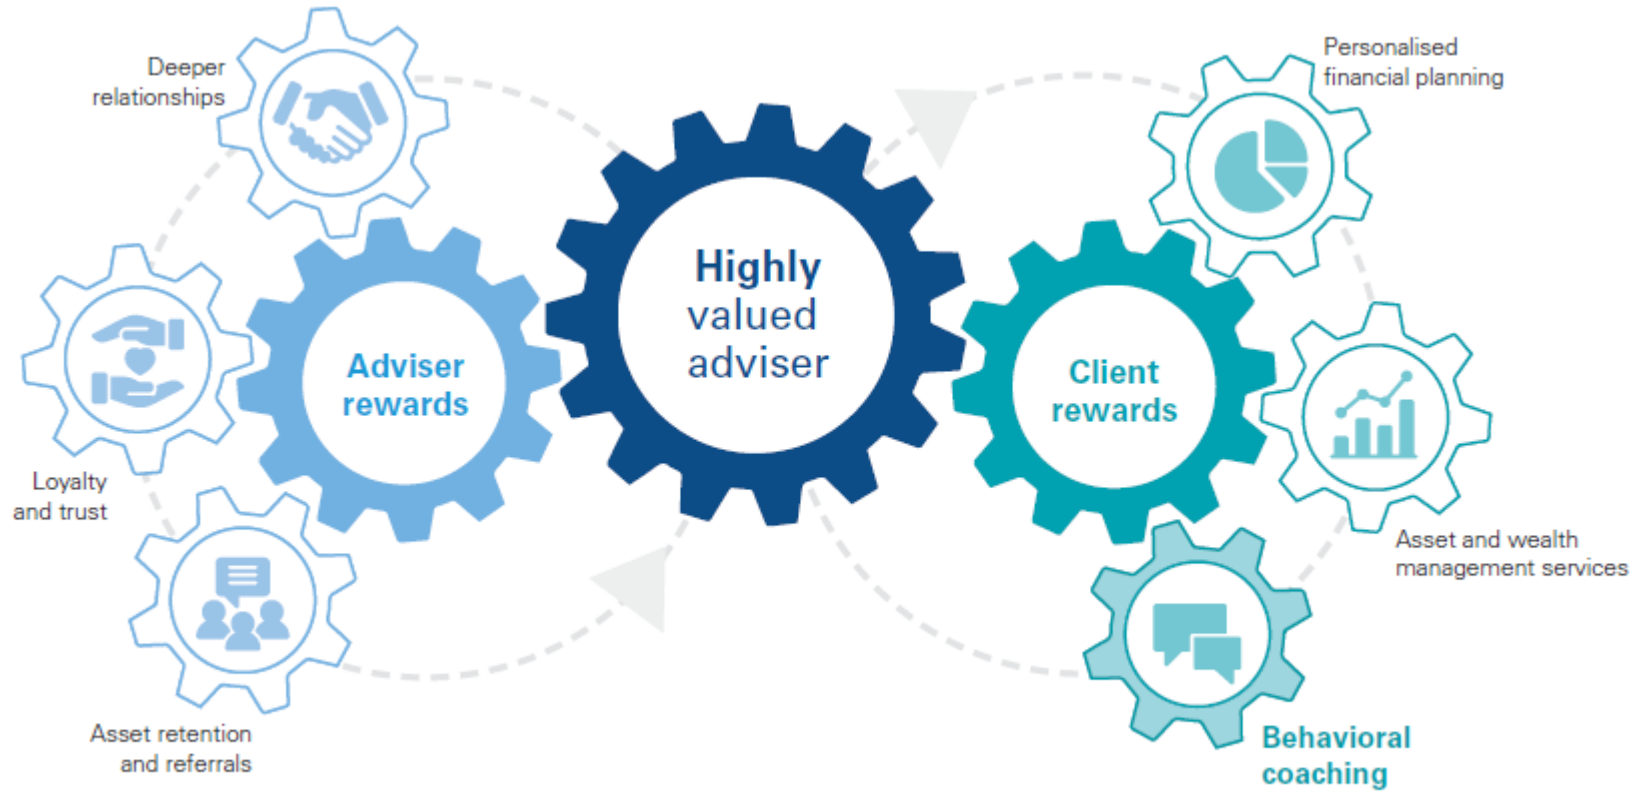 Deeper
relationships
Loyalty
and trust
Asset retention
and referrals
Adviser
rewards
Highly
valued
adviser
Client
rewards
Personalised
financial planning
Asset and wealth
management services
Behavioral
coaching